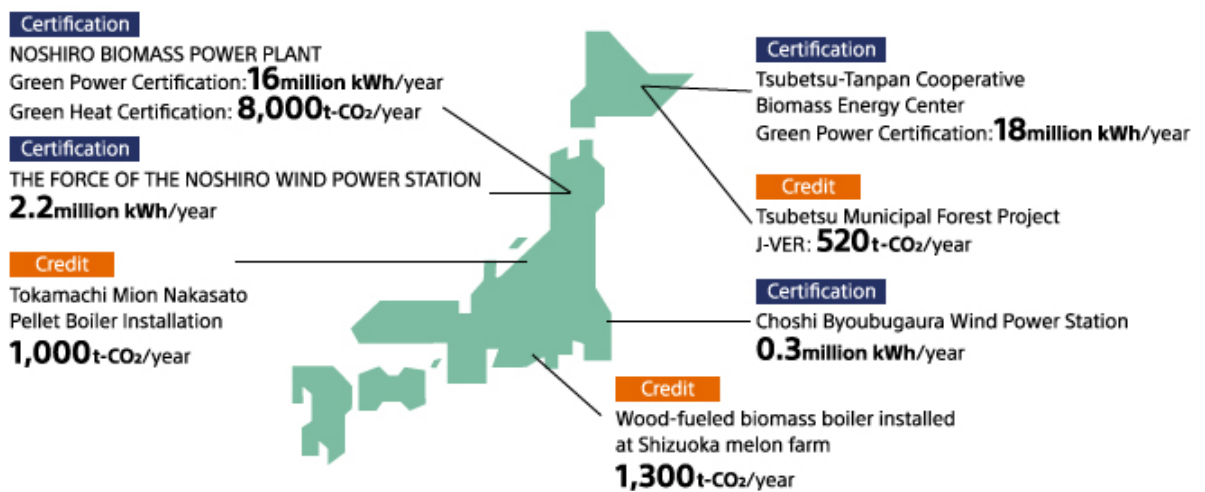 Certification
NOSHIRO BIOMASS POWER PLANT
Green Power Certification: 16million kWh/year
Green Heat Certification: 8,000t-CO₂/year
Certification
THE FORCE OF THE NOSHIRO WIND POWER STATION
2.2million kWh/year
Credit
Tokamachi Mion Nakasato
Pellet Boiler Installation
1,000t-CO₂/year
Certification
Tsubetsu-Tanpan Cooperative
Biomass Energy Center
Green Power Certification: 18million kWh/year
Credit
Tsubetsu Municipal Forest Project
J-VER: 520t-CO₂/year
Certification
Choshi Byoubugaura Wind Power Station
0.3million kWh/year
Credit
Wood-fueled biomass boiler installed
at Shizuoka melon farm
1,300t-CO₂/year